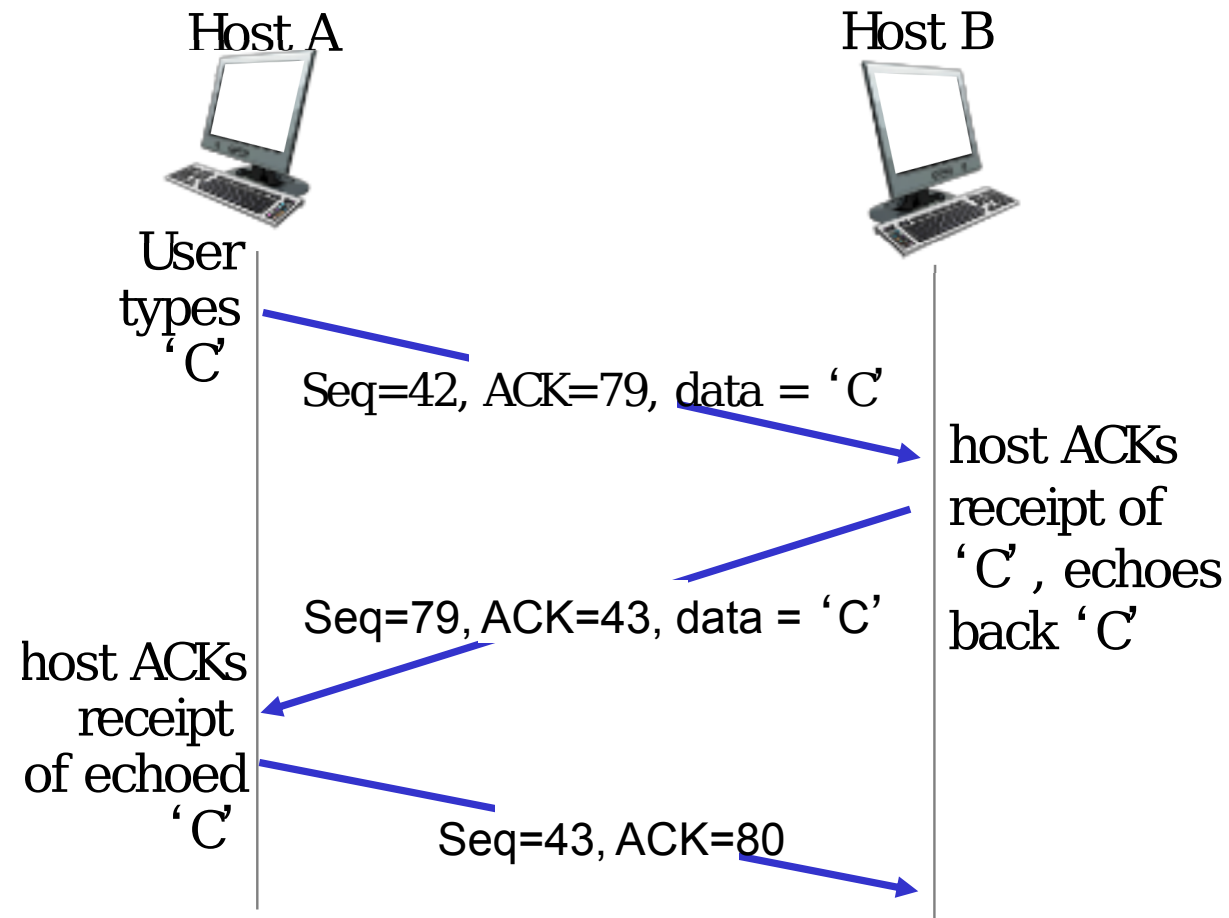 Host A
Host B
User
types
‘C’
Seq=42, ACK=79, data = ‘C’
host ACKs
receipt of
‘C’, echoes
back ‘C’
Seq=79, ACK=43, data = ‘C’
host ACKs
receipt
of echoed
‘C’
Seq=43, ACK=80